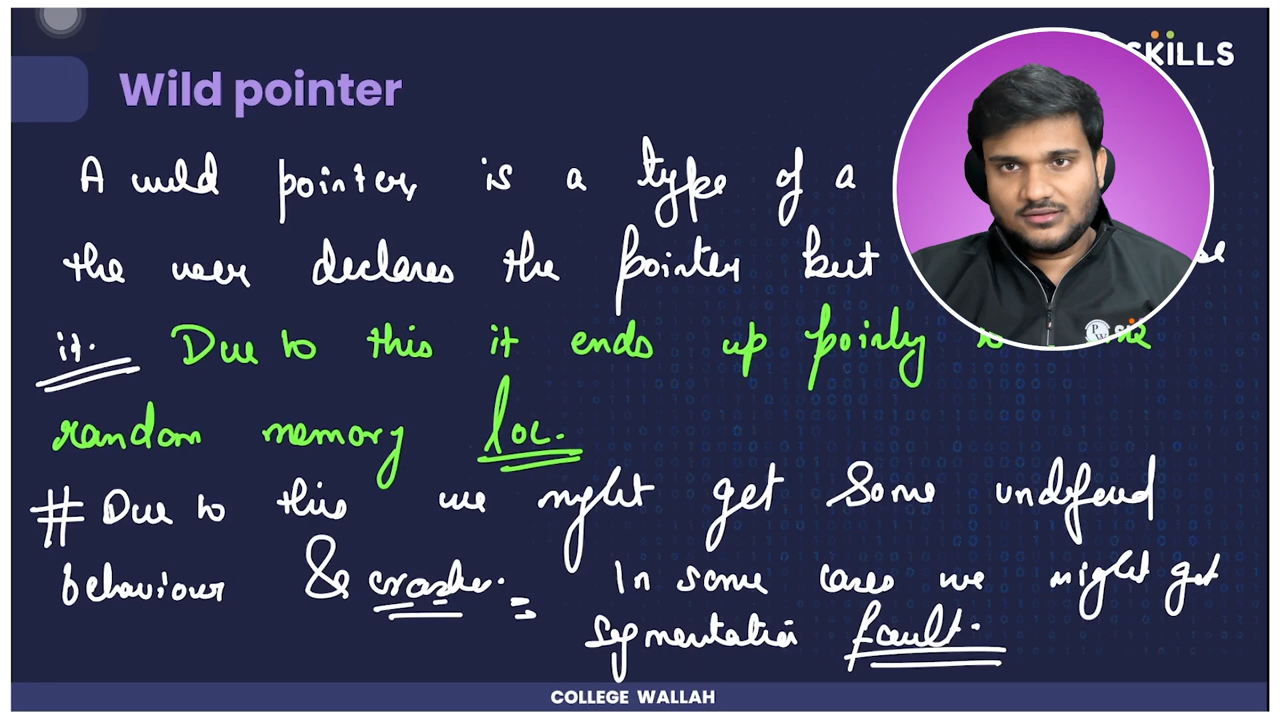 SKILLS
Wild pointer
A wild pointer is a type of a
the user declares the pointer but
it. Due to this it ends up pointing
random memory loc.
# Due to this we might get some undefined
behaviour & crashes. In some cases we might get
segmentation fault.
PW
COLLEGE WALLAH